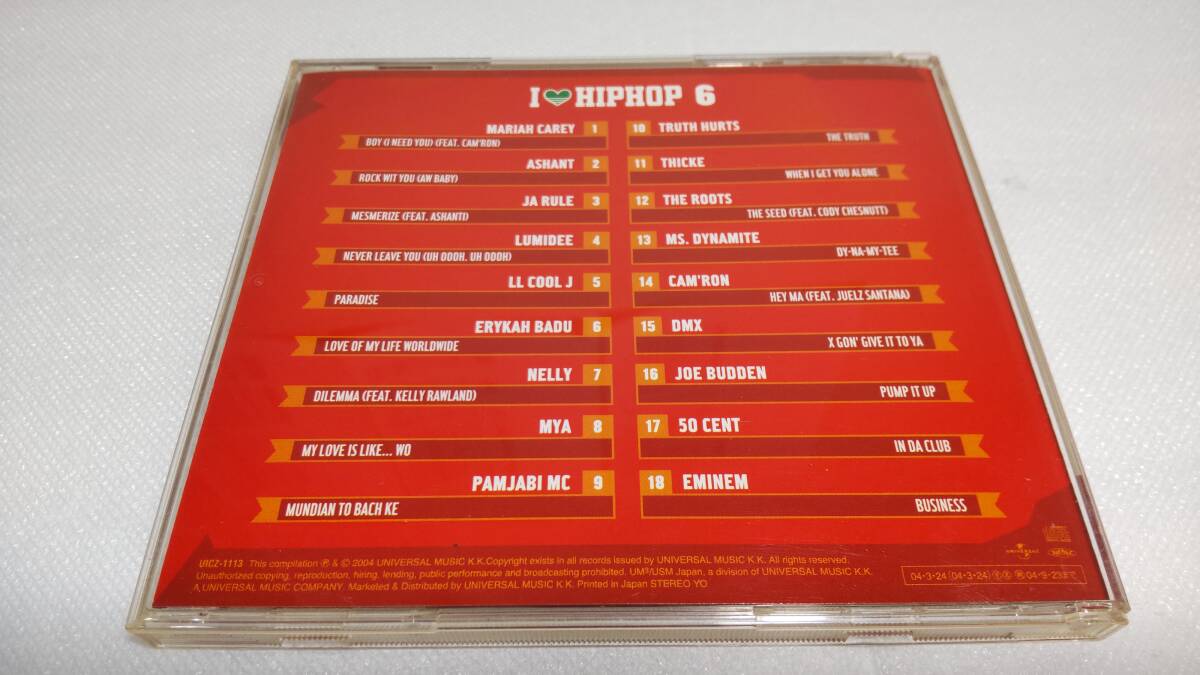 I HIPHOP 6
MARIAH CAREY 1
BOY (I NEED YOU) (FEAT. CAM'RON)
ASHANT 2
ROCK WIT YOU (AW BABY)
JA RULE 3
MESMERIZE (FEAT. ASHANTI)
LUMIDEE 4
NEVER LEAVE YOU (UH OOOH, UH OOOH)
LL COOL J 5
PARADISE
ERYKAH BADU 6
LOVE OF MY LIFE WORLDWIDE
NELLY 7
DILEMMA (FEAT. KELLY RAWLAND)
MYA 8
MY LOVE IS LIKE... WO
PAMJABI MC 9
MUNDIAN TO BACH KE
10 TRUTH HURTS
THE TRUTH
11 THICKE
WHEN I GET YOU ALONE
12 THE ROOTS
THE SEED (FEAT. CODY CHESNUTT)
13 MS. DYNAMITE
DY-NA-MY-TEE
14 CAM'RON
HEY MA (FEAT. JUELZ SANTANA)
15 DMX
X GON' GIVE IT TO YA
16 JOE BUDDEN
PUMP IT UP
17 50 CENT
IN DA CLUB
18 EMINEM
BUSINESS
UICZ-1113 This compilation ℗ & © 2004 UNIVERSAL MUSIC K.K. Copyright exists in all records issued by UNIVERSAL MUSIC K.K. All rights reserved.
Unauthorized copying, reproduction, hiring, lending, public performance and broadcasting prohibited. UM³/USM Japan, a division of UNIVERSAL MUSIC K.K.
A UNIVERSAL MUSIC COMPANY. Marketed & Distributed by UNIVERSAL MUSIC K.K. Printed in Japan STEREO YO
UNIVERSAL
04・3・24 (04・3・24) 04・9・23まで